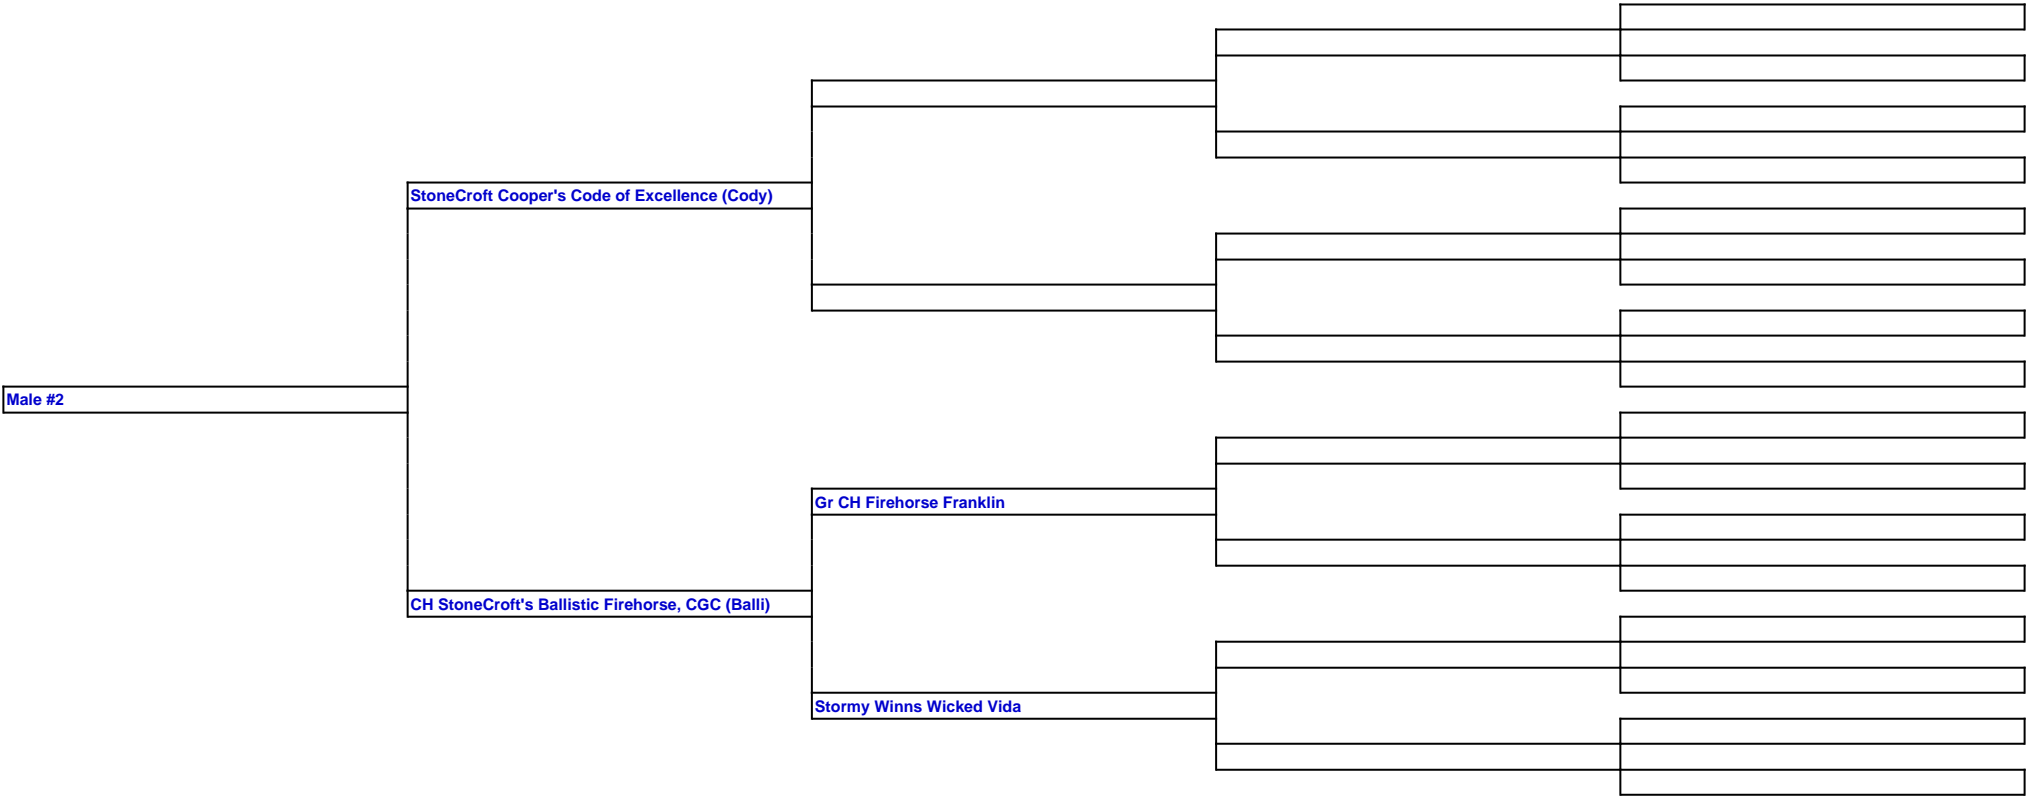 StoneCroft Cooper's Code of Excellence (Cody)
Male #2
Gr CH Firehorse Franklin
CH StoneCroft's Ballistic Firehorse, CGC (Balli)
Stormy Winns Wicked Vida